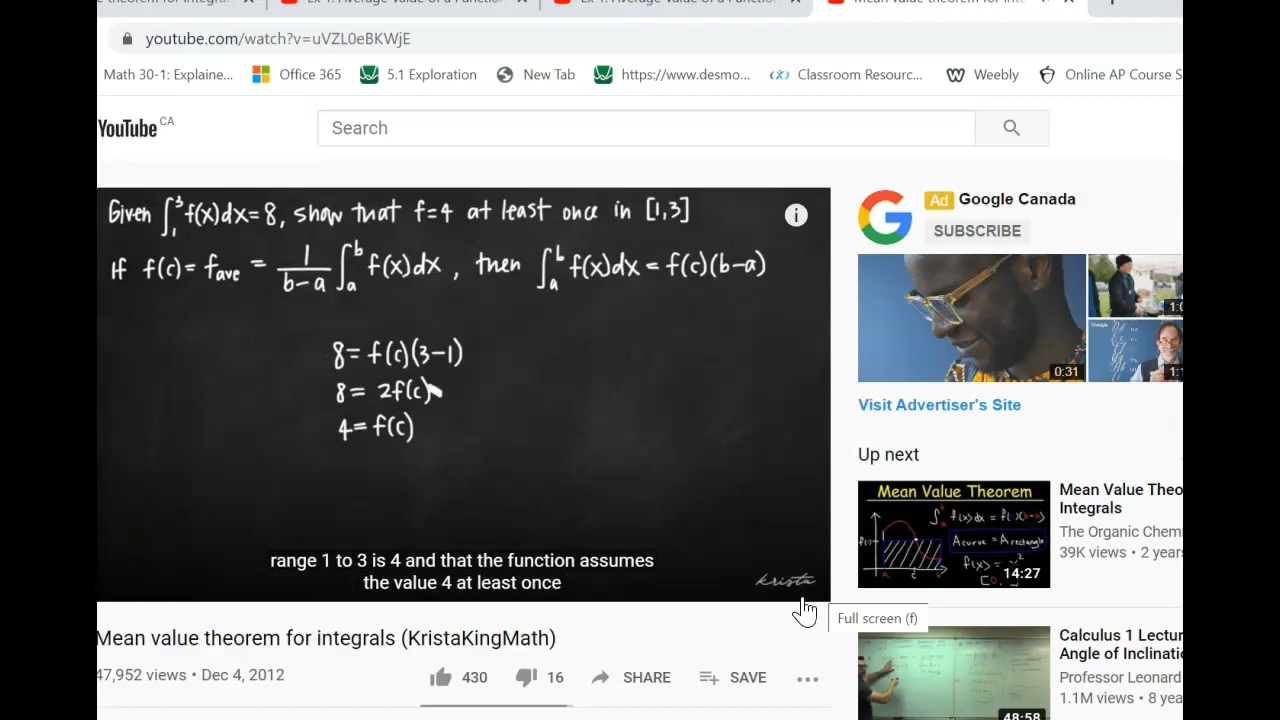 youtube.com/watch?v=uVZL0eBKWjE
Math 30-1: Explaine... Office 365 5.1 Exploration New Tab https://www.desmo... Classroom Resourc... Weebly Online AP Course S
YouTube CA
Search
Given ∫₁³ f(x)dx=8, show that f=4 at least once in [1,3]
If f(c)= f_ave = 1/(b-a) ∫ₐᵇ f(x)dx, then ∫ₐᵇ f(x)dx = f(c)(b-a)
8= f(c)(3-1)
8= 2f(c)
4= f(c)
range 1 to 3 is 4 and that the function assumes
the value 4 at least once
krista
Full screen (f)
Mean value theorem for integrals (KristaKingMath)
47,952 views • Dec 4, 2012
430 16 SHARE SAVE
Ad Google Canada
SUBSCRIBE
0:31
Visit Advertiser's Site
Up next
Mean Value Theorem
14:27
Mean Value Theo
Integrals
The Organic Chemi
39K views • 2 years
48:58
Calculus 1 Lectur
Angle of Inclinatio
Professor Leonard
1.1M views • 8 yea